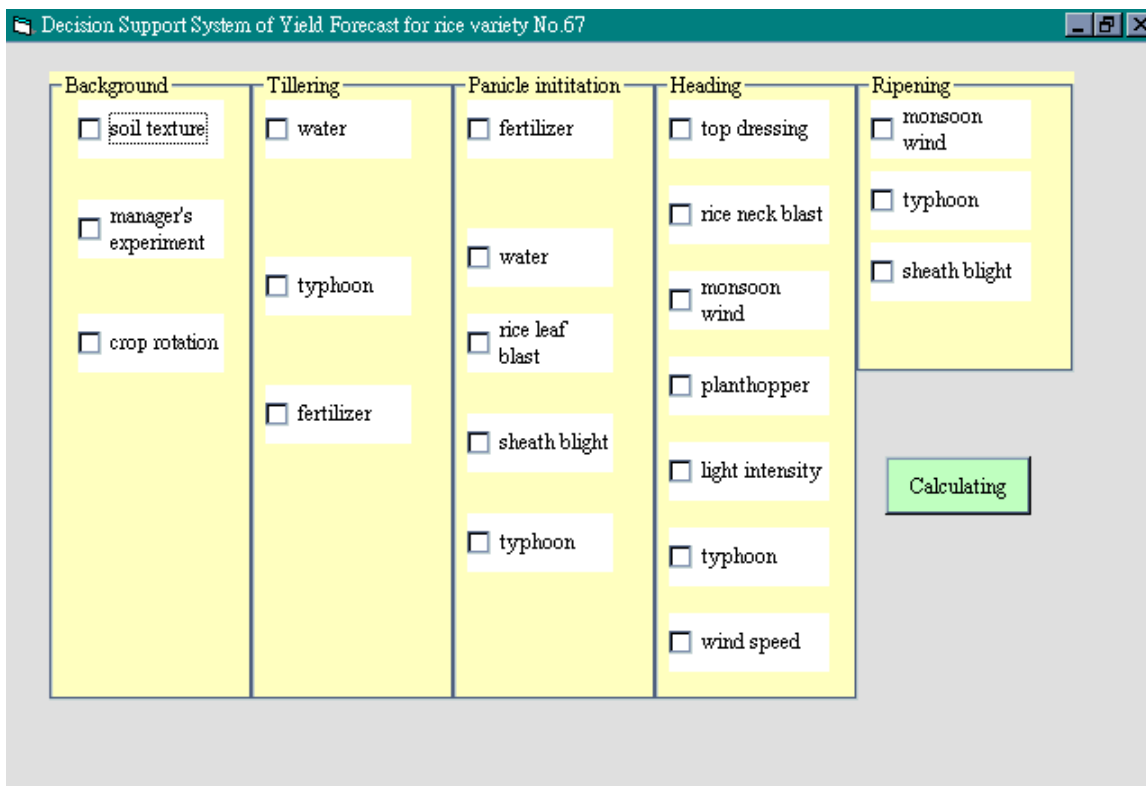 Decision Support System of Yield Forecast for rice variety No.67
Background
soil texture
manager's
experiment
crop rotation
Tillering
water
typhoon
fertilizer
Panicle inititation
fertilizer
water
rice leaf
blast
sheath blight
typhoon
Heading
top dressing
rice neck blast
monsoon
wind
planthopper
light intensity
typhoon
wind speed
Ripening
monsoon
wind
typhoon
sheath blight
Calculating